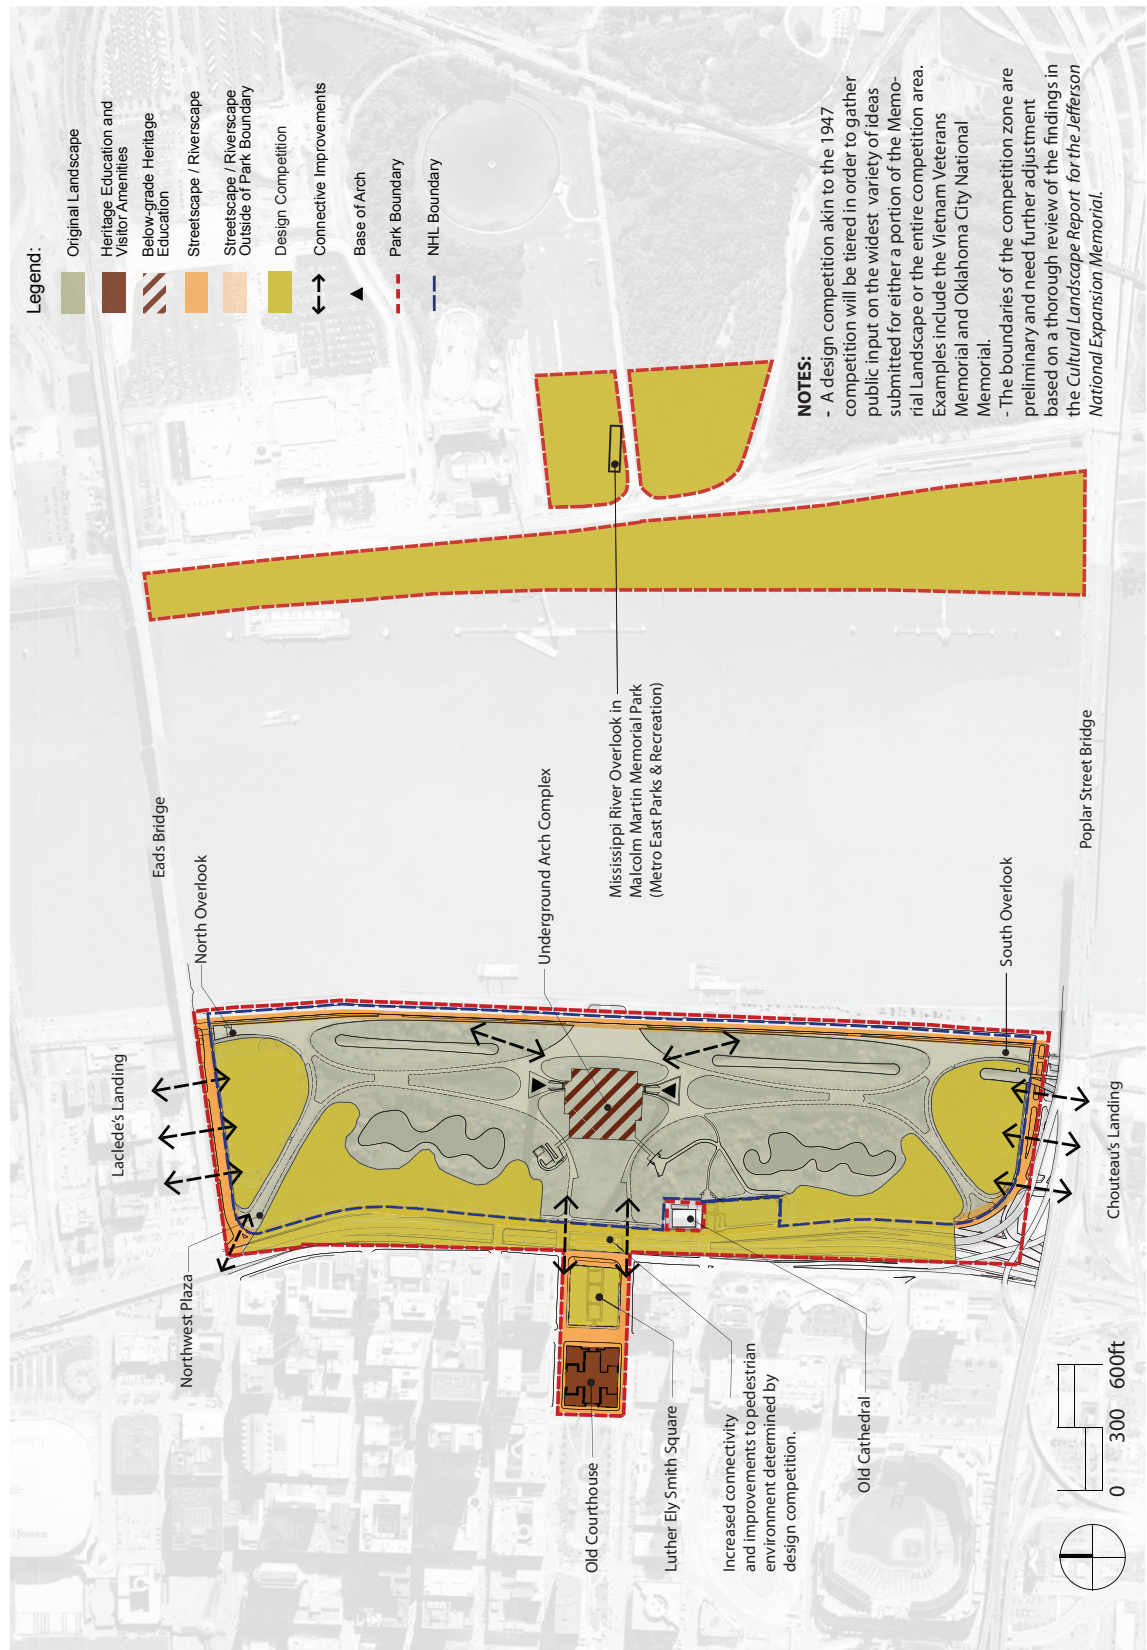 Legend:
Original Landscape
Heritage Education and
Visitor Amenities
Below-grade Heritage
Education
Streetscape / Riverscape
Streetscape / Riverscape
Outside of Park Boundary
Design Competition
Connective Improvements
Base of Arch
Park Boundary
NHL Boundary
NOTES:
- A design competition akin to the 1947
competition will be tiered in order to gather
public input on the widest variety of ideas
submitted for either a portion of the Memo-
rial Landscape or the entire competition area.
Examples include the Vietnam Veterans
Memorial and Oklahoma City National
Memorial.
- The boundaries of the competition zone are
preliminary and need further adjustment
based on a thorough review of the findings in
the Cultural Landscape Report for the Jefferson
National Expansion Memorial.
Eads Bridge
North Overlook
Laclede's Landing
Northwest Plaza
Underground Arch Complex
Mississippi River Overlook in
Malcolm Martin Memorial Park
(Metro East Parks & Recreation)
Poplar Street Bridge
South Overlook
Chouteau's Landing
Old Courthouse
Luther Ely Smith Square
Increased connectivity
and improvements to pedestrian
environment determined by
design competition.
Old Cathedral
0 300 600ft
Jones